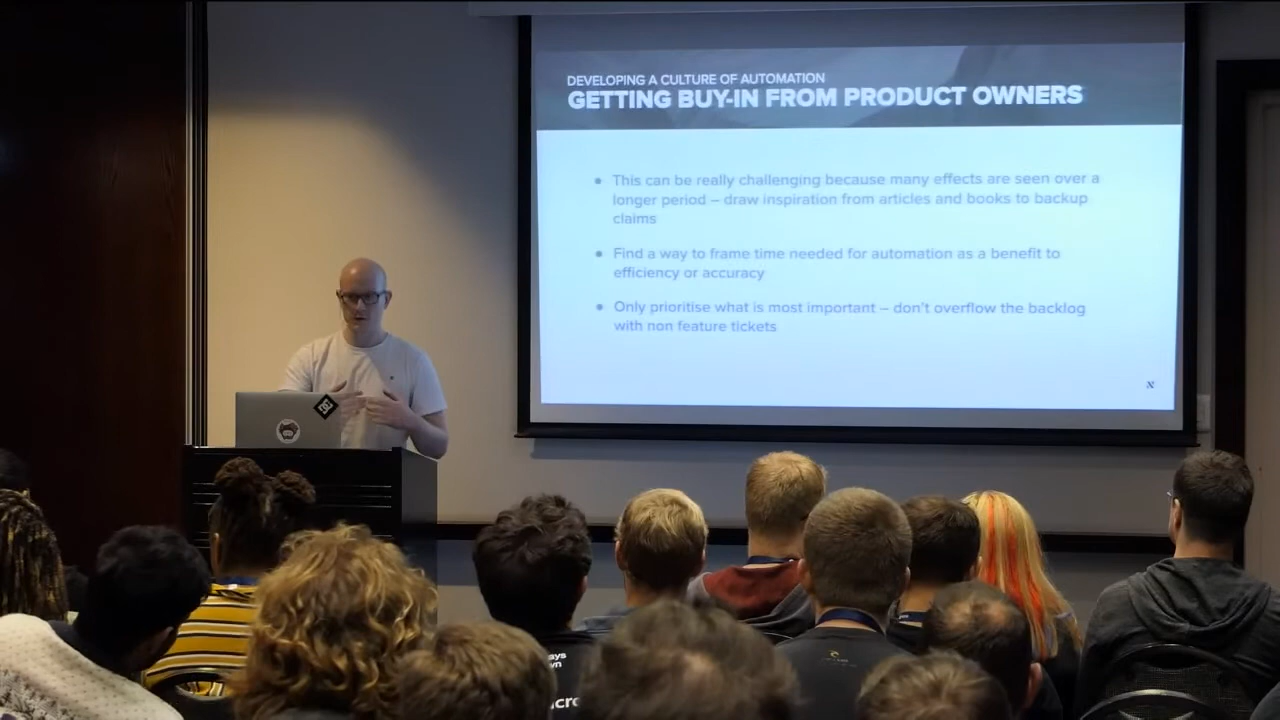 DEVELOPING A CULTURE OF AUTOMATION
GETTING BUY-IN FROM PRODUCT OWNERS
• This can be really challenging because many effects are seen over a
longer period – draw inspiration from articles and books to backup
claims
• Find a way to frame time needed for automation as a benefit to
efficiency or accuracy
• Only prioritise what is most important – don't overflow the backlog
with non feature tickets
N